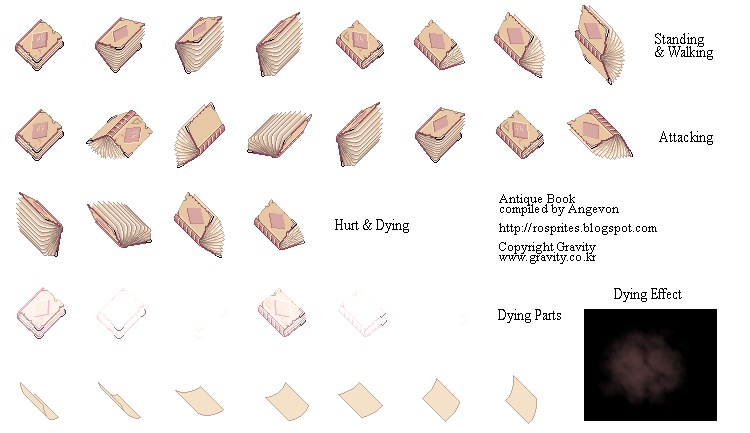 Standing
& Walking
Attacking
Hurt & Dying
Antique Book
compiled by Angevon
http://rosprites.blogspot.com
Copyright Gravity
www.gravity.co.kr
Dying Effect
Dying Parts